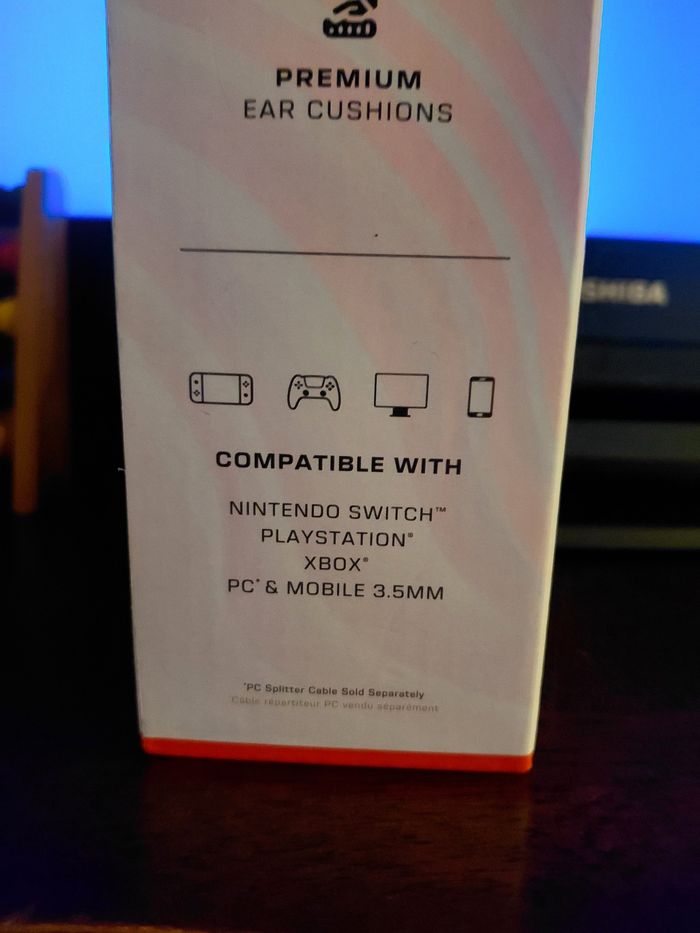 PREMIUM
EAR CUSHIONS
COMPATIBLE WITH
NINTENDO SWITCH™
PLAYSTATION®
XBOX®
PC* & MOBILE 3.5MM
*PC Splitter Cable Sold Separately
Câble répartiteur PC vendu séparément